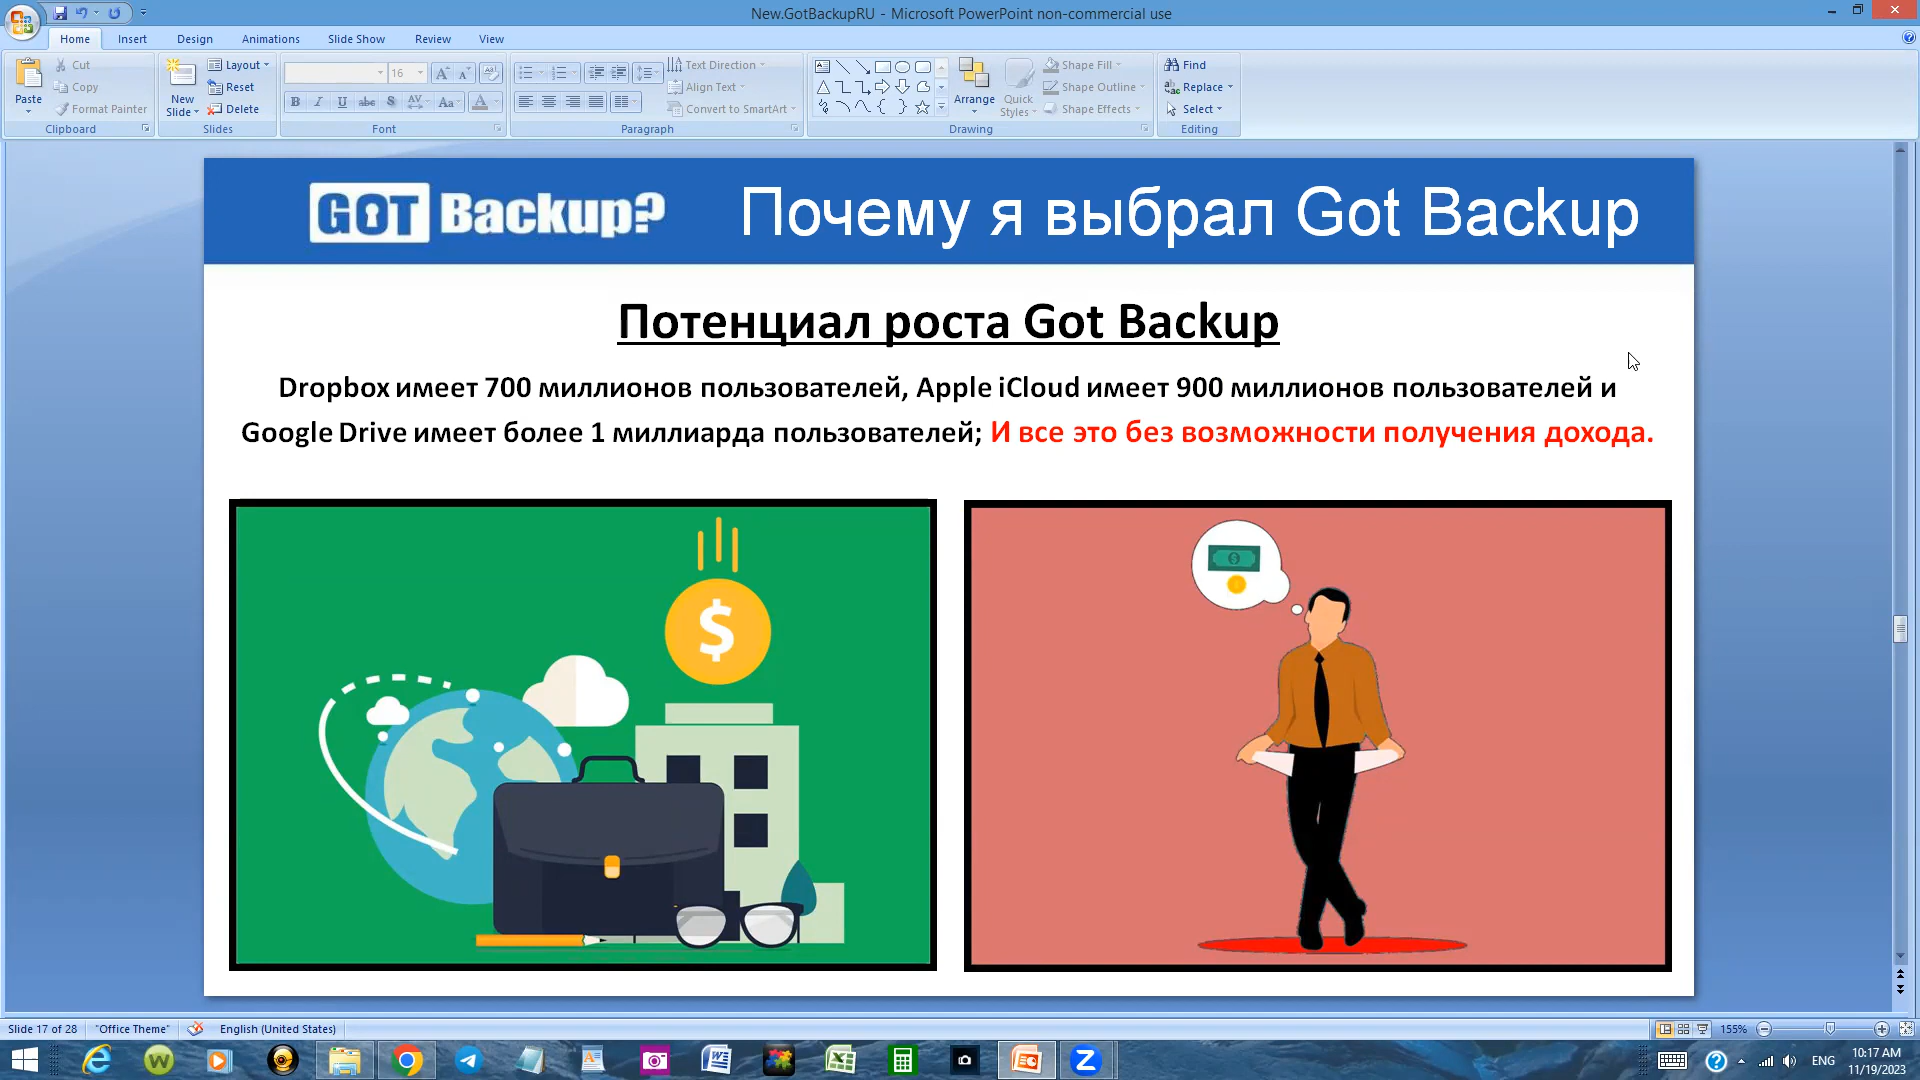 New.GotBackupRU - Microsoft PowerPoint non-commercial use
Home Insert Design Animations Slide Show Review View
Paste
Cut
Copy
Format Painter
Clipboard
New Slide
Layout
Reset
Delete
Slides
16
B I U abc S AV Aa A
Font
Text Direction
Align Text
Convert to SmartArt
Paragraph
Arrange
Quick Styles
Shape Fill
Shape Outline
Shape Effects
Drawing
Find
Replace
Select
Editing
GOT Backup? Почему я выбрал Got Backup
Потенциал роста Got Backup
Dropbox имеет 700 миллионов пользователей, Apple iCloud имеет 900 миллионов пользователей и
Google Drive имеет более 1 миллиарда пользователей; И все это без возможности получения дохода.
$
Slide 17 of 28 "Office Theme" English (United States) 155%
ENG 10:17 AM
11/19/2023